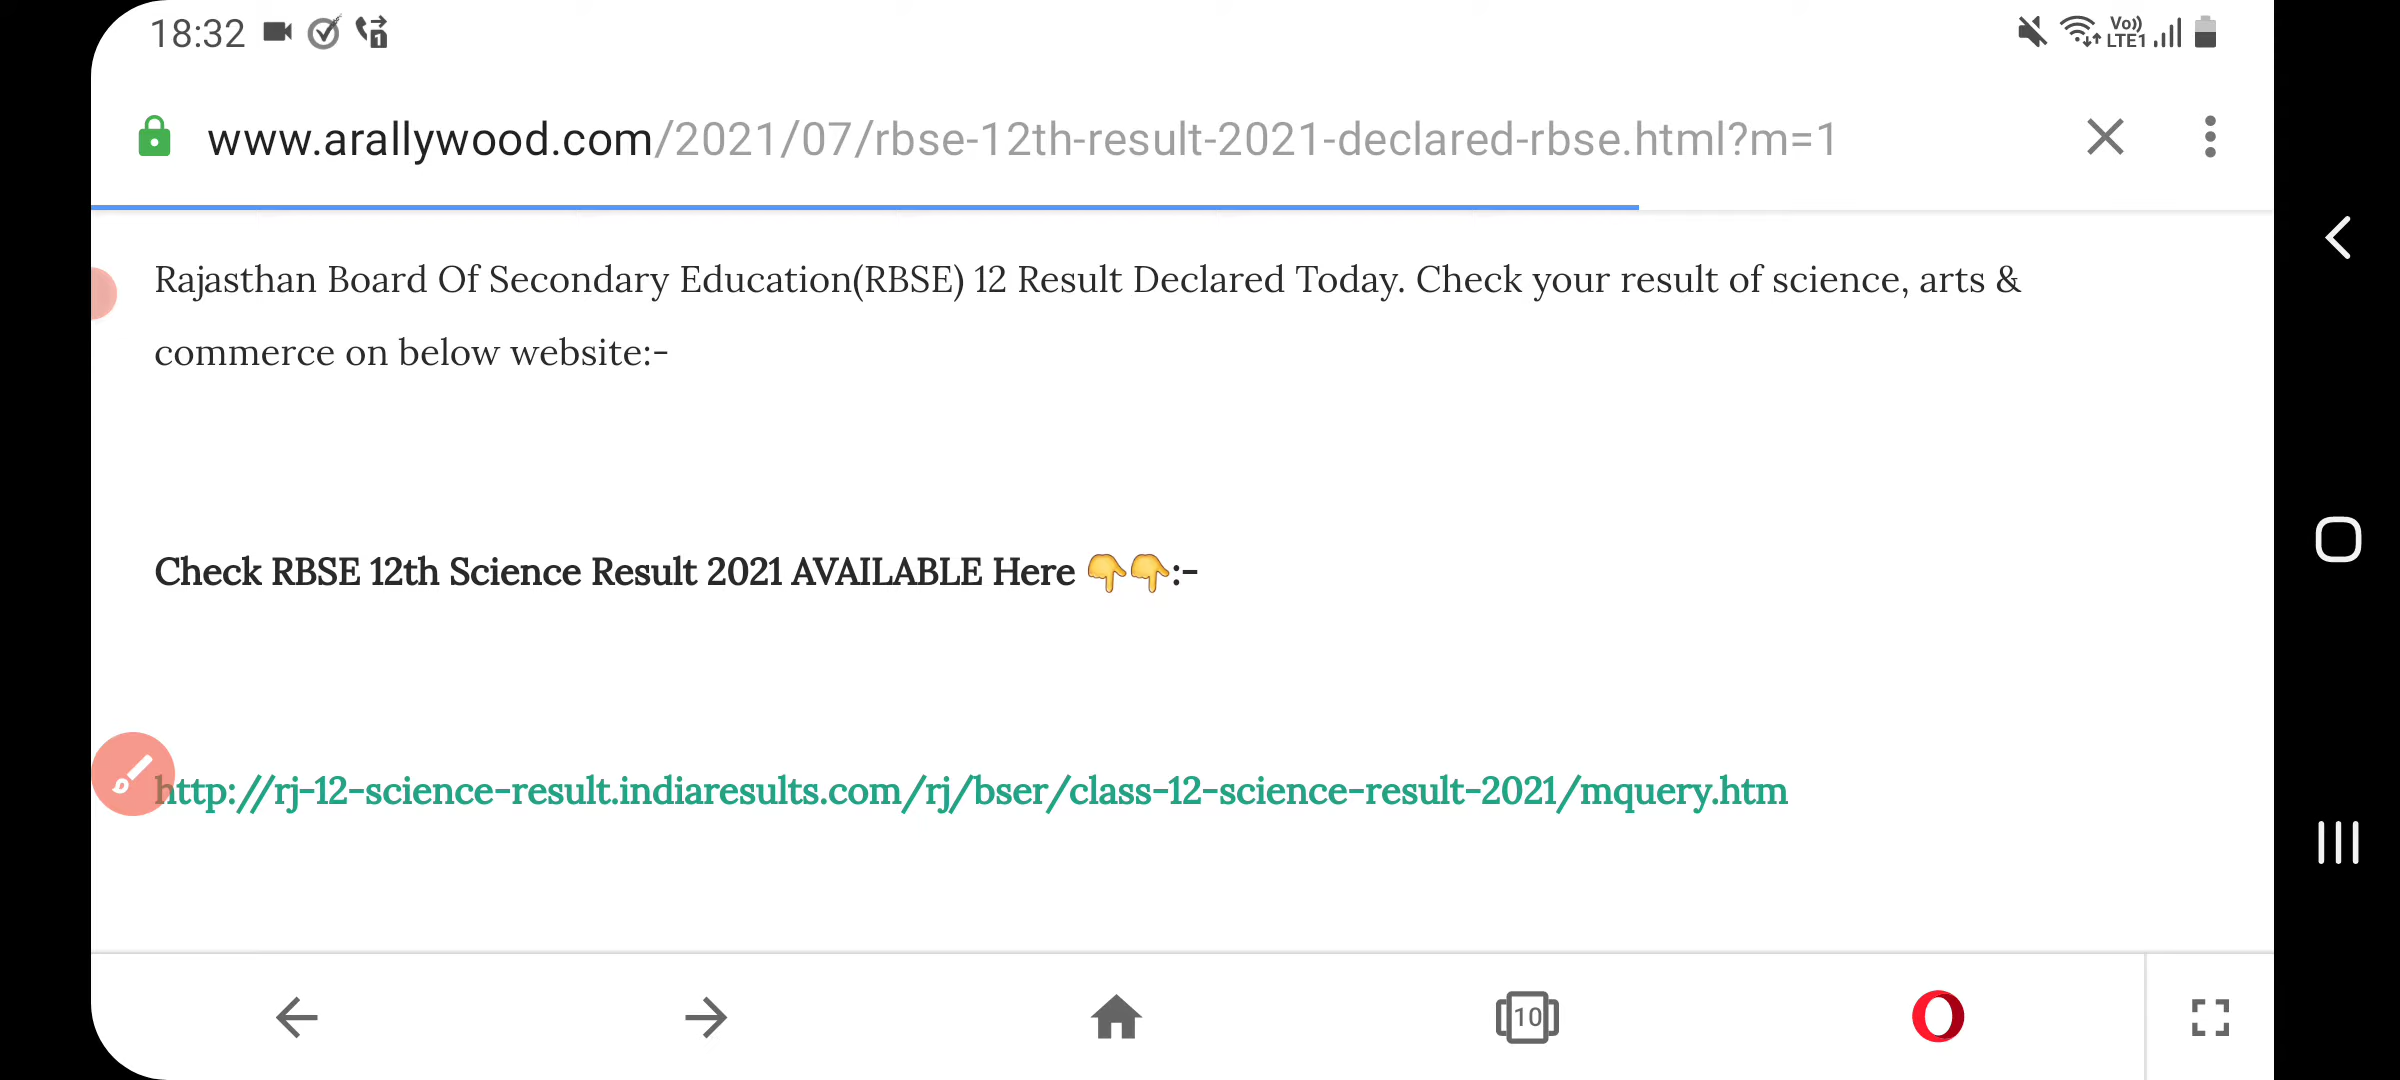 18:32
1
Vo))
LTE1
www.arallywood.com/2021/07/rbse-12th-result-2021-declared-rbse.html?m=1
Rajasthan Board Of Secondary Education(RBSE) 12 Result Declared Today. Check your result of science, arts &
commerce on below website:-
Check RBSE 12th Science Result 2021 AVAILABLE Here 👇👇:-
http://rj-12-science-result.indiaresults.com/rj/bser/class-12-science-result-2021/mquery.htm
10